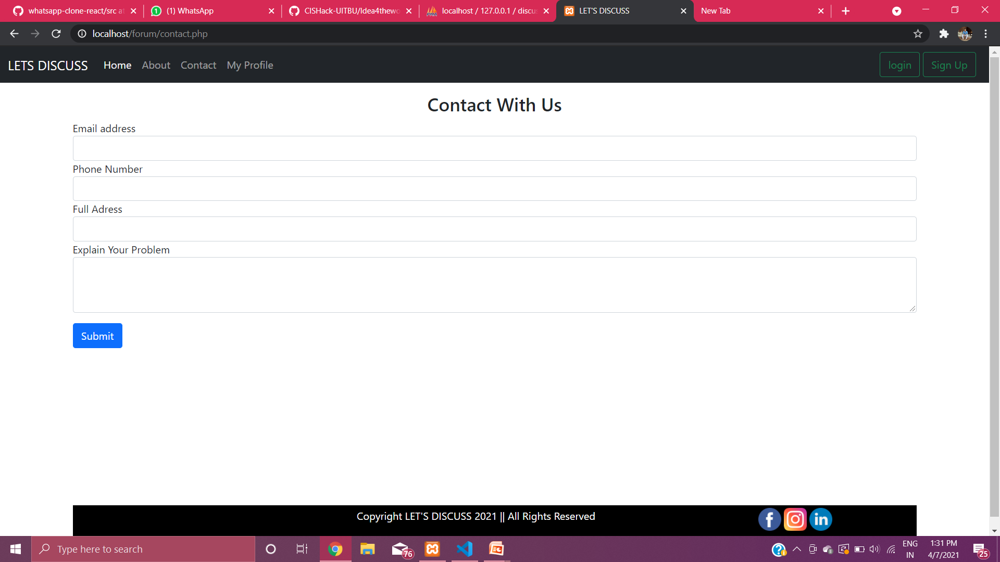 whatsapp-clone-react/src at
(1) WhatsApp
CISHack-UITBU/Idea4thewo
localhost / 127.0.0.1 / discus
LET'S DISCUSS
New Tab
localhost/forum/contact.php
LETS DISCUSS
Home
About
Contact
My Profile
login
Sign Up
Contact With Us
Email address
Phone Number
Full Adress
Explain Your Problem
Submit
Copyright LET'S DISCUSS 2021 || All Rights Reserved
Type here to search
76
ENG
IN
1:31 PM
4/7/2021
25